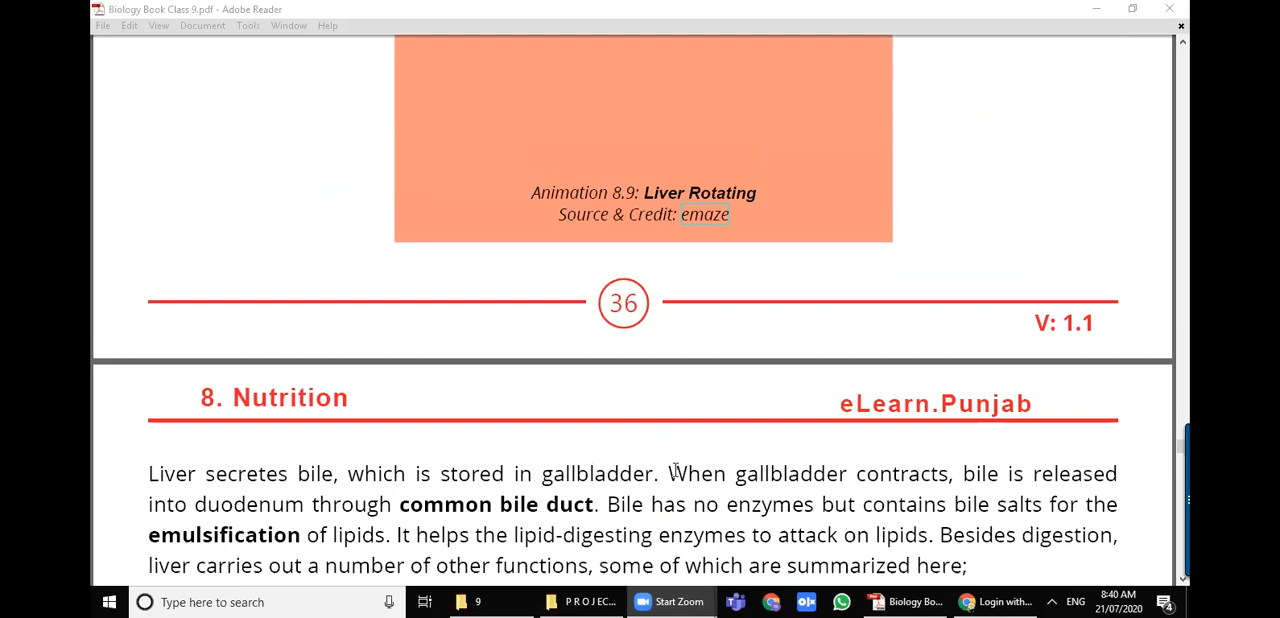 Biology Book Class 9.pdf - Adobe Reader
File Edit View Document Tools Window Help
Animation 8.9: Liver Rotating
Source & Credit: emaze
36
V: 1.1
8. Nutrition
eLearn.Punjab
Liver secretes bile, which is stored in gallbladder. When gallbladder contracts, bile is released
into duodenum through common bile duct. Bile has no enzymes but contains bile salts for the
emulsification of lipids. It helps the lipid-digesting enzymes to attack on lipids. Besides digestion,
liver carries out a number of other functions, some of which are summarized here;
Type here to search
9
P R O J EC...
Start Zoom
Biology Bo...
Login with...
ENG
8:40 AM
21/07/2020
4